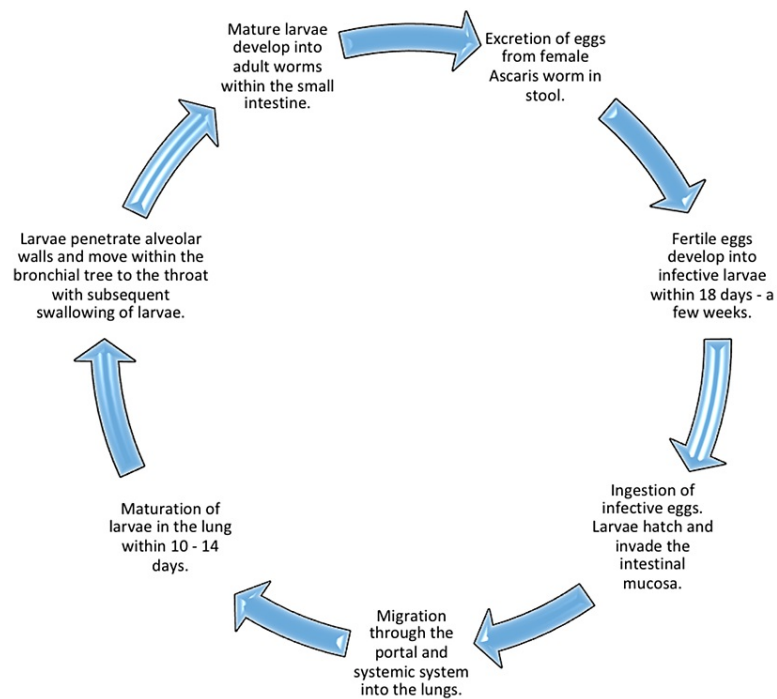 Mature larvae
develop into
adult worms
within the small
intestine.
Excretion of eggs
from female
Ascaris worm in
stool.
Fertile eggs
develop into
infective larvae
within 18 days - a
few weeks.
Ingestion of
infective eggs.
Larvae hatch and
invade the
intestinal
mucosa.
Migration
through the
portal and
systemic system
into the lungs.
Maturation of
larvae in the lung
within 10 - 14
days.
Larvae penetrate alveolar
walls and move within the
bronchial tree to the throat
with subsequent
swallowing of larvae.